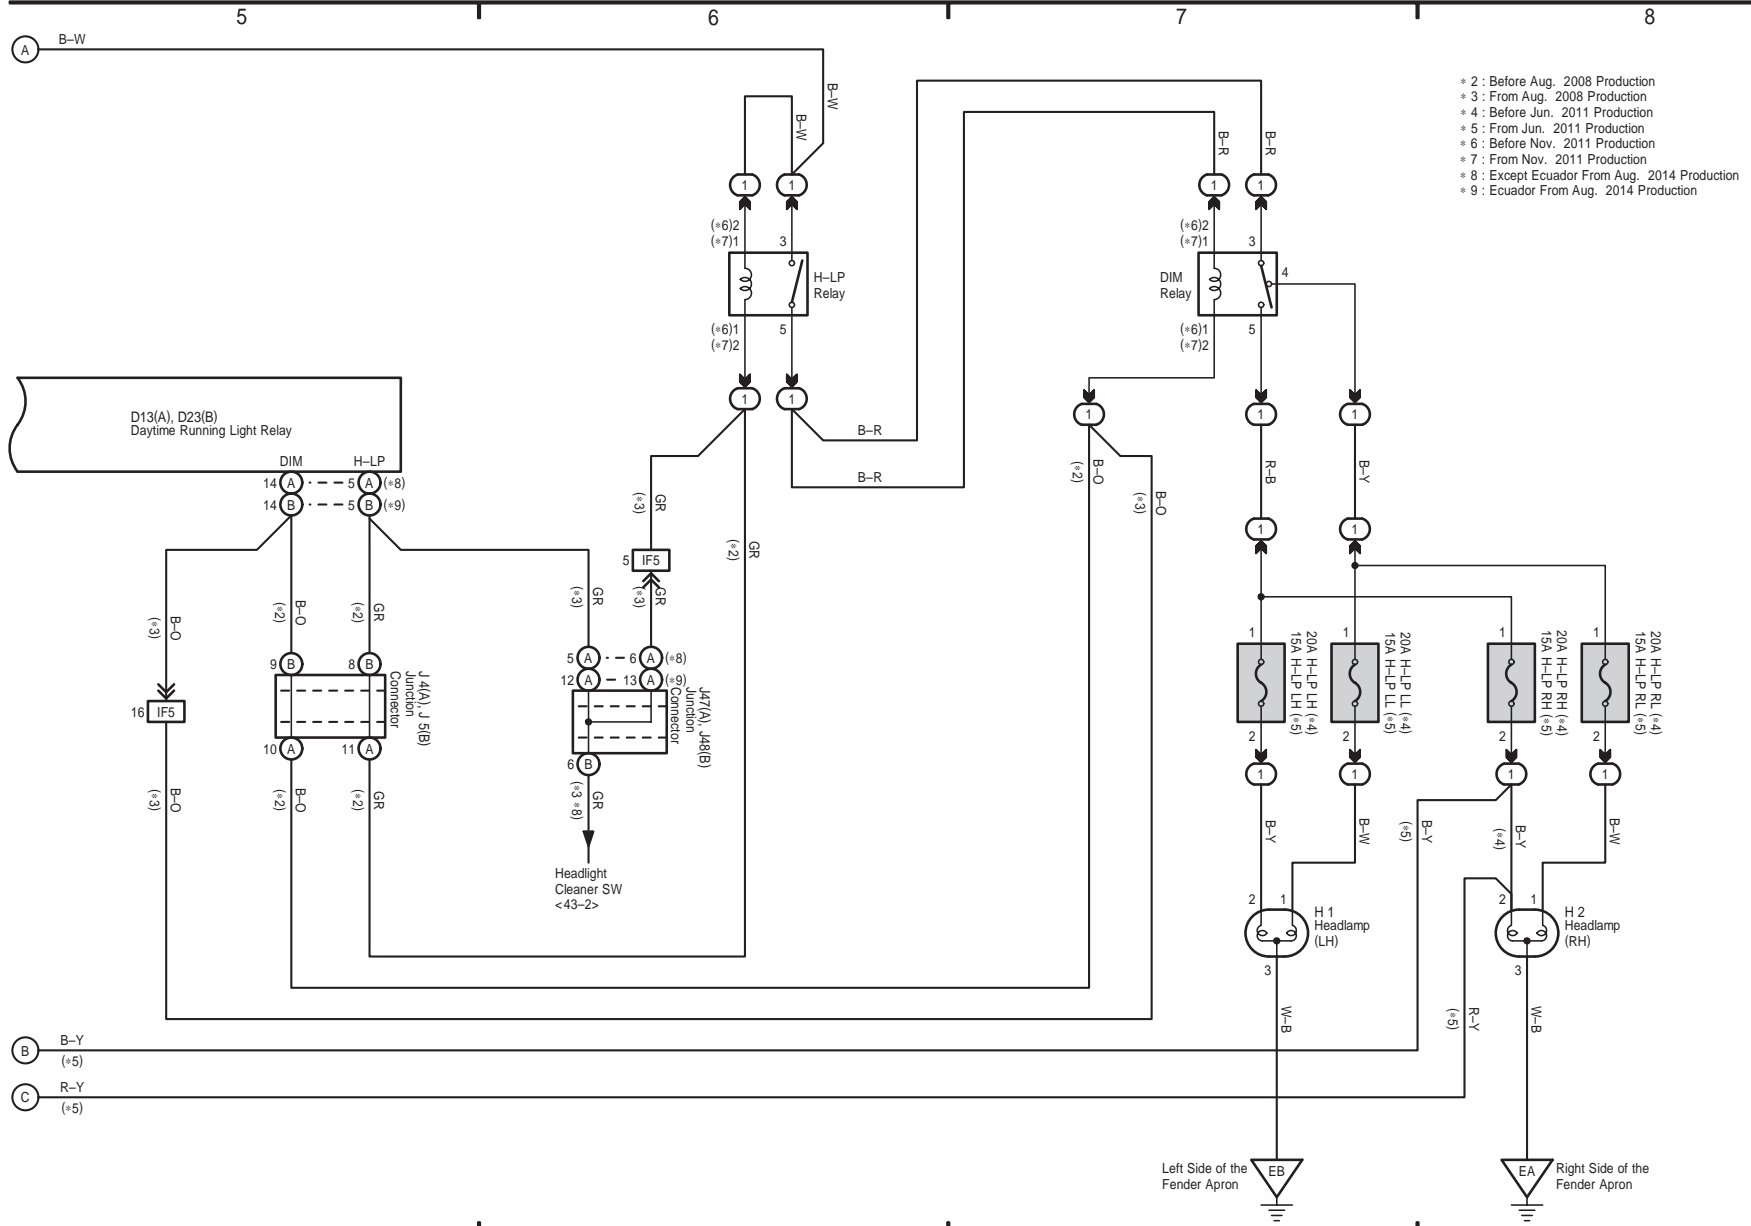 5
6
7
8
A
B–W
B–W
B–W
B–R
B–R
∗ 2 : Before Aug. 2008 Production
∗ 3 : From Aug. 2008 Production
∗ 4 : Before Jun. 2011 Production
∗ 5 : From Jun. 2011 Production
∗ 6 : Before Nov. 2011 Production
∗ 7 : From Nov. 2011 Production
∗ 8 : Except Ecuador From Aug. 2014 Production
∗ 9 : Ecuador From Aug. 2014 Production
1
1
1
1
(∗6)2
(∗7)1
3
H–LP
Relay
(∗6)1
(∗7)2
5
(∗6)2
(∗7)1
3
4
DIM
Relay
(∗6)1
(∗7)2
5
1
1
1
1
1
B–R
B–R
D13(A), D23(B)
Daytime Running Light Relay
DIM
H–LP
14 A
5 A (∗8)
14 B
5 B (∗9)
GR
(∗3)
GR
(∗2)
B–O
(∗2)
B–O
(∗3)
R–B
B–Y
1
1
5 IF5
B–O
(∗3)
B–O
(∗2)
GR
(∗2)
GR
(∗3)
GR
(∗3)
9 B
8 B
J 4(A), J 5(B)
Junction
Connector
10 A
11 A
16 IF5
5 A
6 A (∗8)
12 A
13 A (∗9)
J47(A), J48(B)
Junction
Connector
6 B
B–O
(∗3)
B–O
(∗2)
GR
(∗2)
GR
(∗3 ∗8)
Headlight
Cleaner SW
<43–2>
1
20A H–LP LH (∗4)
15A H–LP LH (∗5)
2
1
20A H–LP LL (∗4)
15A H–LP LL (∗5)
2
1
20A H–LP RH (∗4)
15A H–LP RH (∗5)
2
1
20A H–LP RL (∗4)
15A H–LP RL (∗5)
2
1
1
1
1
B–Y
B–W
B–Y
(∗5)
B–Y
(∗4)
B–W
2
1
H 1
Headlamp
(LH)
3
2
1
H 2
Headlamp
(RH)
3
W–B
R–Y
(∗5)
W–B
B
B–Y
(∗5)
C
R–Y
(∗5)
Left Side of the
Fender Apron
EB
EA
Right Side of the
Fender Apron